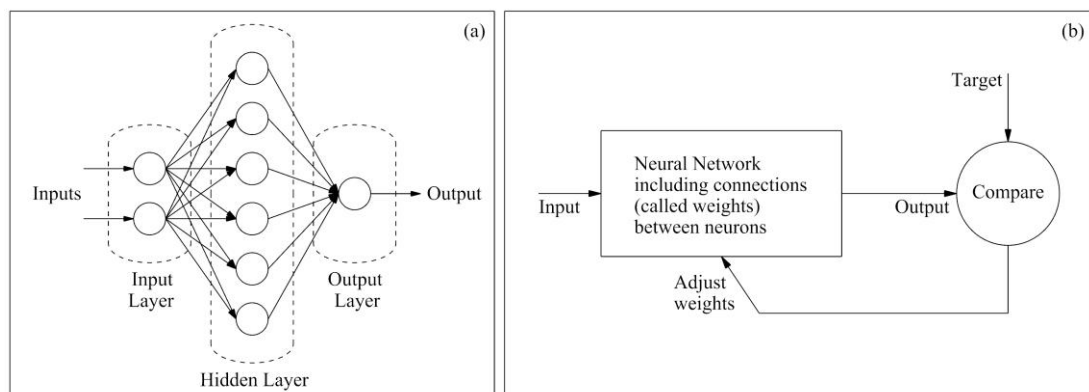 (a)
Inputs
Output
Input
Layer
Output
Layer
Hidden Layer
(b)
Target
Neural Network
including connections
(called weights)
between neurons
Input
Output
Compare
Adjust
weights